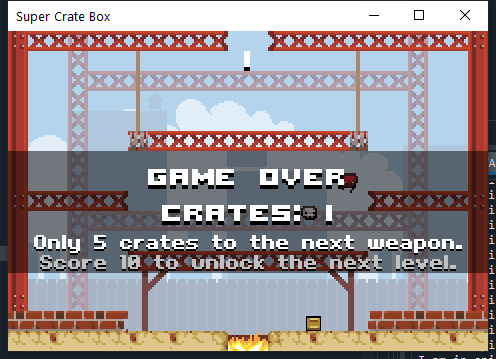 Super Crate Box
1
GAME OVER
CRATES: 1
Only 5 crates to the next weapon.
Score 10 to unlock the next level.